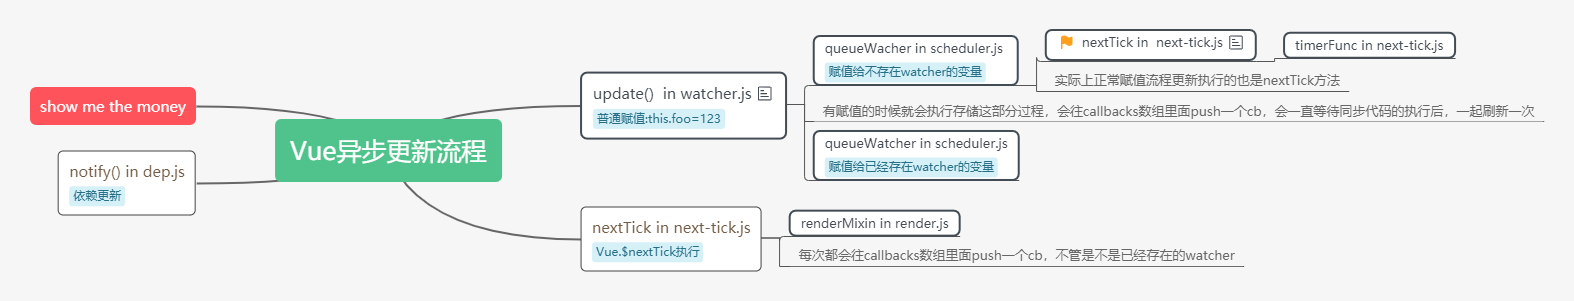 show me the money
notify() in dep.js
依赖更新
Vue异步更新流程
update()  in watcher.js
普通赋值:this.foo=123
queueWacher in scheduler.js
赋值给不存在watcher的变量
nextTick in  next-tick.js
timerFunc in next-tick.js
实际上正常赋值流程更新执行的也是nextTick方法
有赋值的时候就会执行存储这部分过程，会往callbacks数组里面push一个cb，会一直等待同步代码的执行后，一起刷新一次
queueWatcher in scheduler.js
赋值给已经存在watcher的变量
nextTick in next-tick.js
Vue.$nextTick执行
renderMixin in render.js
每次都会往callbacks数组里面push一个cb，不管是不是已经存在的watcher